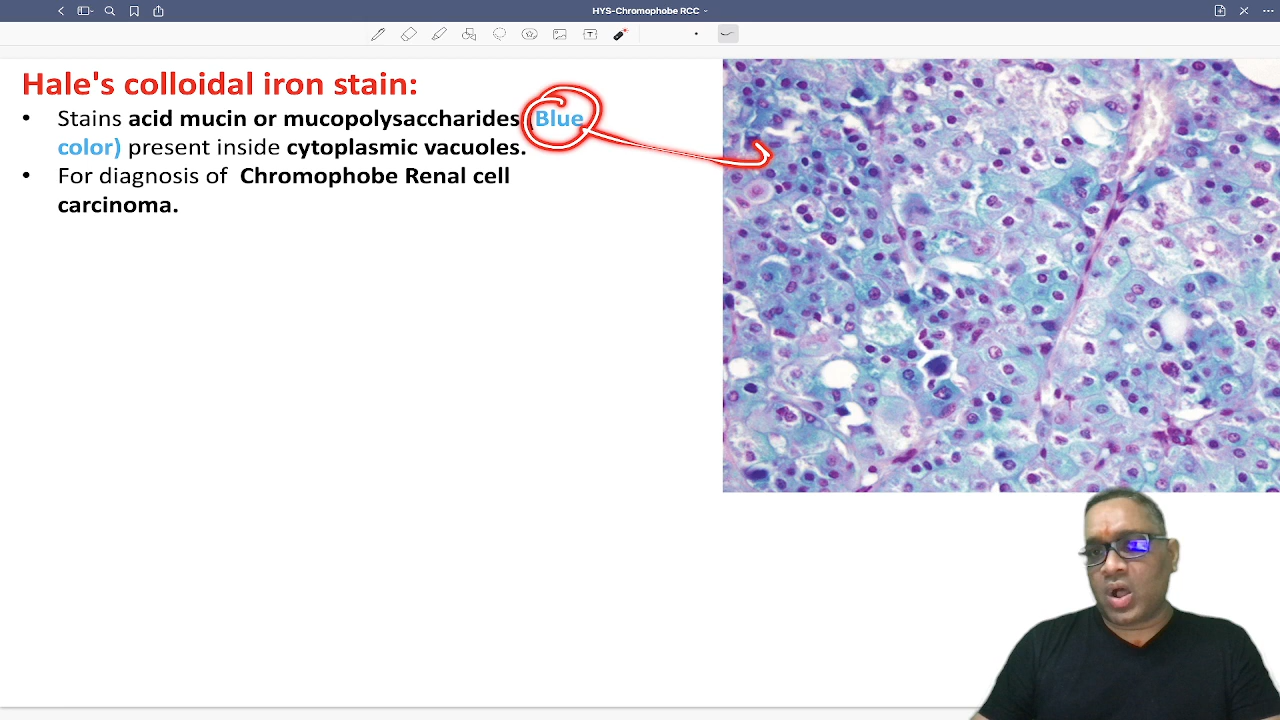 HYS-Chromophobe RCC
Hale's colloidal iron stain:
• Stains acid mucin or mucopolysaccharides (Blue
color) present inside cytoplasmic vacuoles.
• For diagnosis of Chromophobe Renal cell
carcinoma.